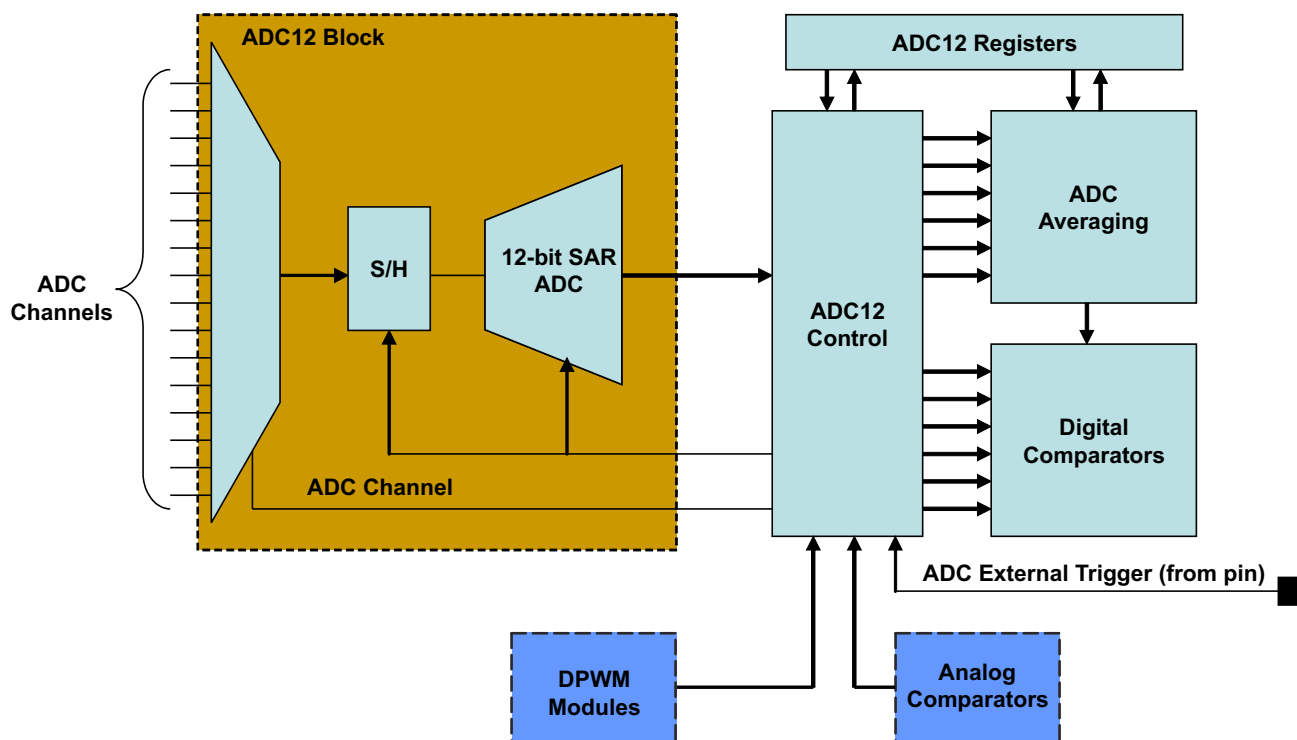 ADC12 Block
ADC12 Registers
ADC
Channels
S/H
12-bit SAR
ADC
ADC12
Control
ADC
Averaging
Digital
Comparators
ADC Channel
ADC External Trigger (from pin)
DPWM
Modules
Analog
Comparators